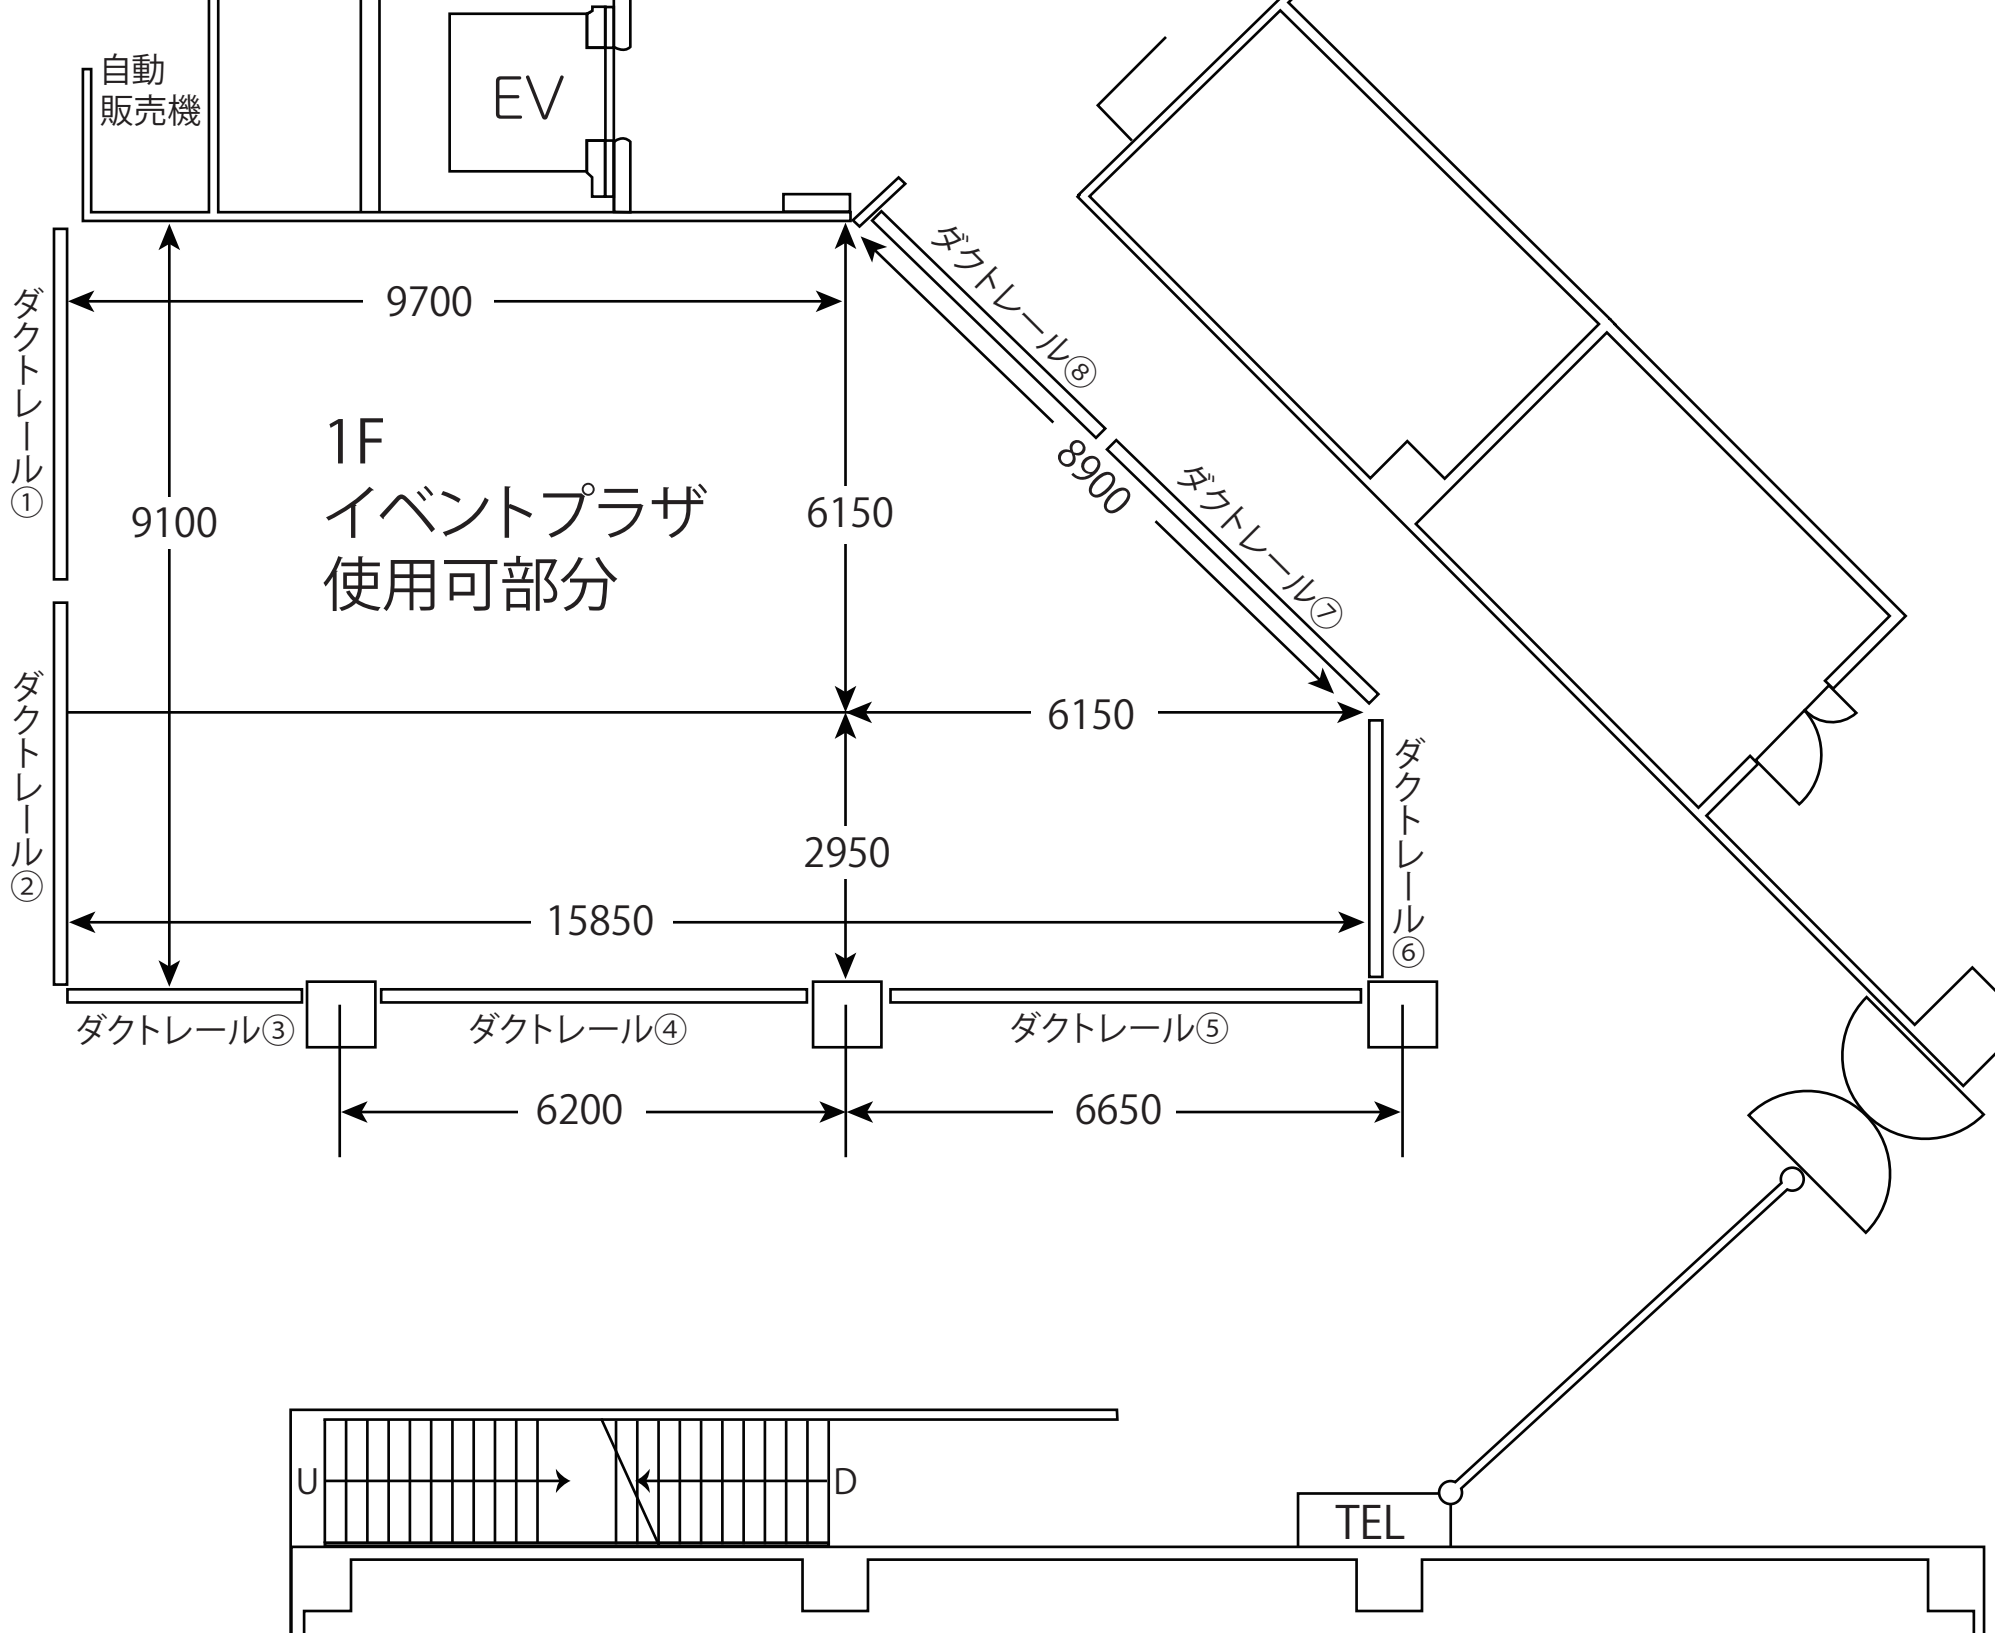 自動
販売機
EV
9700
ダクトレール⑧
ダクトレール①
1F
イベントプラザ
使用可部分
9100
6150
8900
ダクトレール⑦
ダクトレール②
6150
2950
ダクトレール⑥
15850
ダクトレール③
ダクトレール④
ダクトレール⑤
6200
6650
U
D
TEL